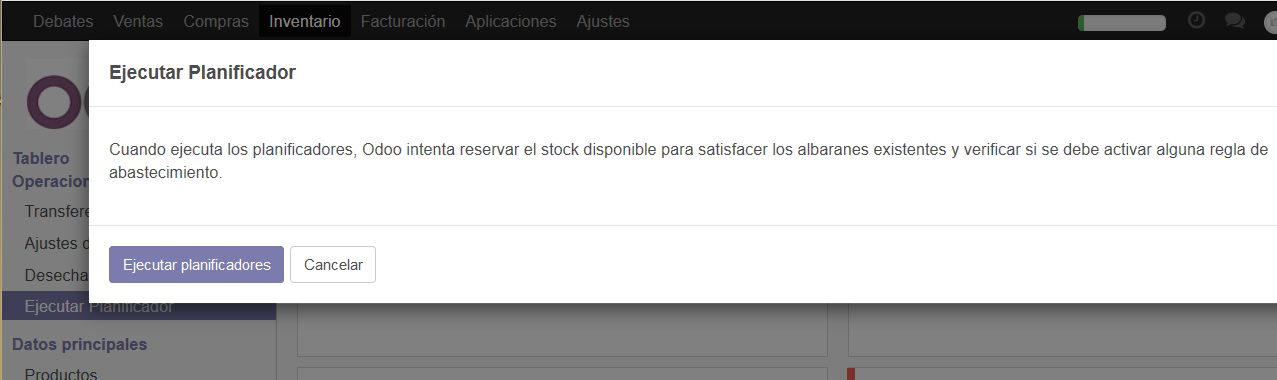 Debates Ventas Compras Inventario Facturación Aplicaciones Ajustes
Ejecutar Planificador
Cuando ejecuta los planificadores, Odoo intenta reservar el stock disponible para satisfacer los albaranes existentes y verificar si se debe activar alguna regla de
abastecimiento.
Tablero
Operacion
Transfere
Ajustes d
Desecha
Ejecutar planificadores Cancelar
Ejecutar Planificador
Datos principales
Productos